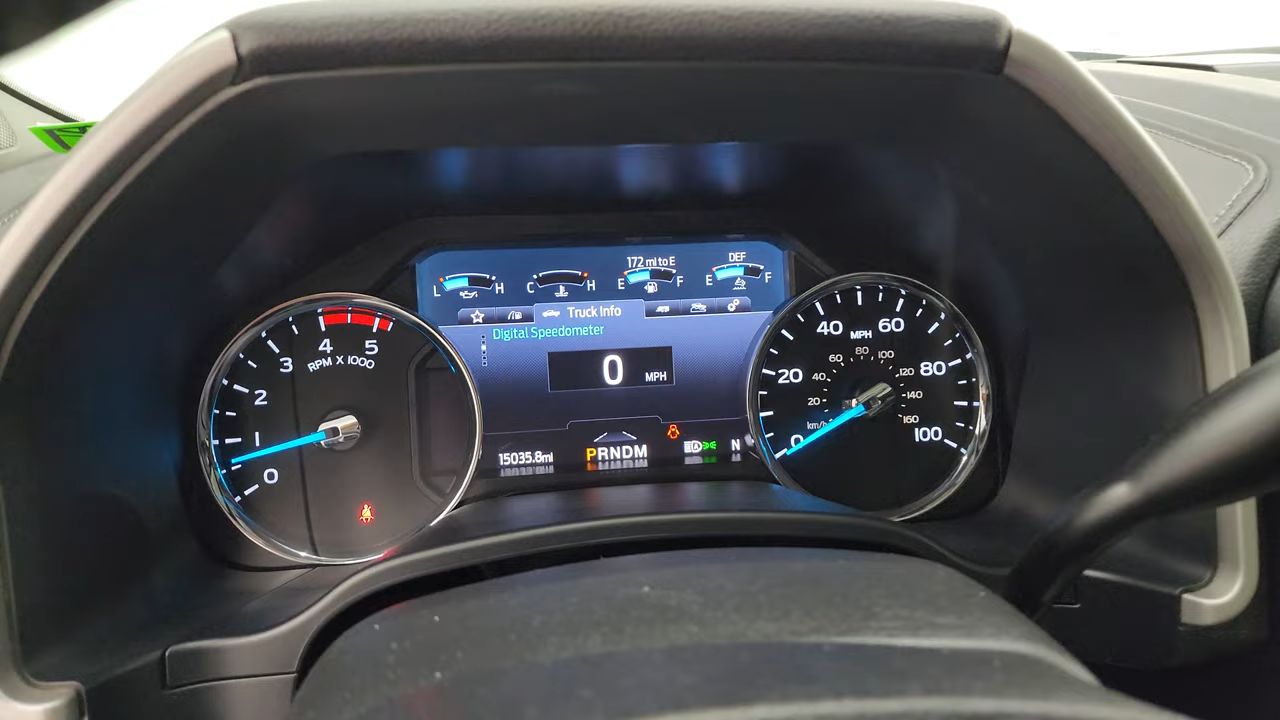 172 mi to E
DEF
L H
C H
E F
E F
Truck Info
Digital Speedometer
0 MPH
15035.8mi
PRNDM
A
N
0
1
2
3
4
5
RPM X 1000
0
20
40
60
80
100
MPH
km/h
20
40
60
80
100
120
140
160